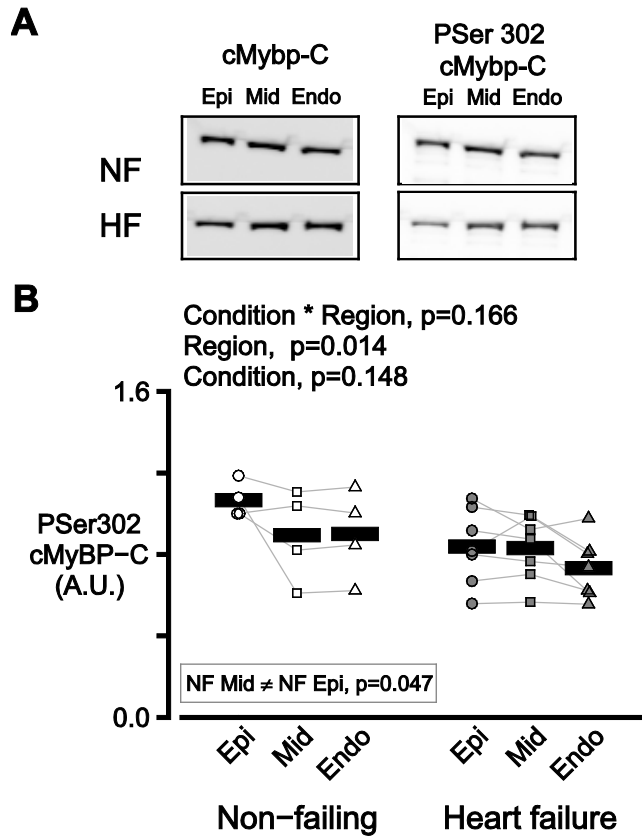 A
cMybp-C
PSer 302
cMybp-C
Epi Mid Endo
Epi Mid Endo
NF
HF
B
Condition * Region, p=0.166
Region, p=0.014
Condition, p=0.148
1.6
PSer302
cMyBP−C
(A.U.)
NF Mid ≠ NF Epi, p=0.047
0.0
Epi Mid Endo Epi Mid Endo
Non−failing Heart failure